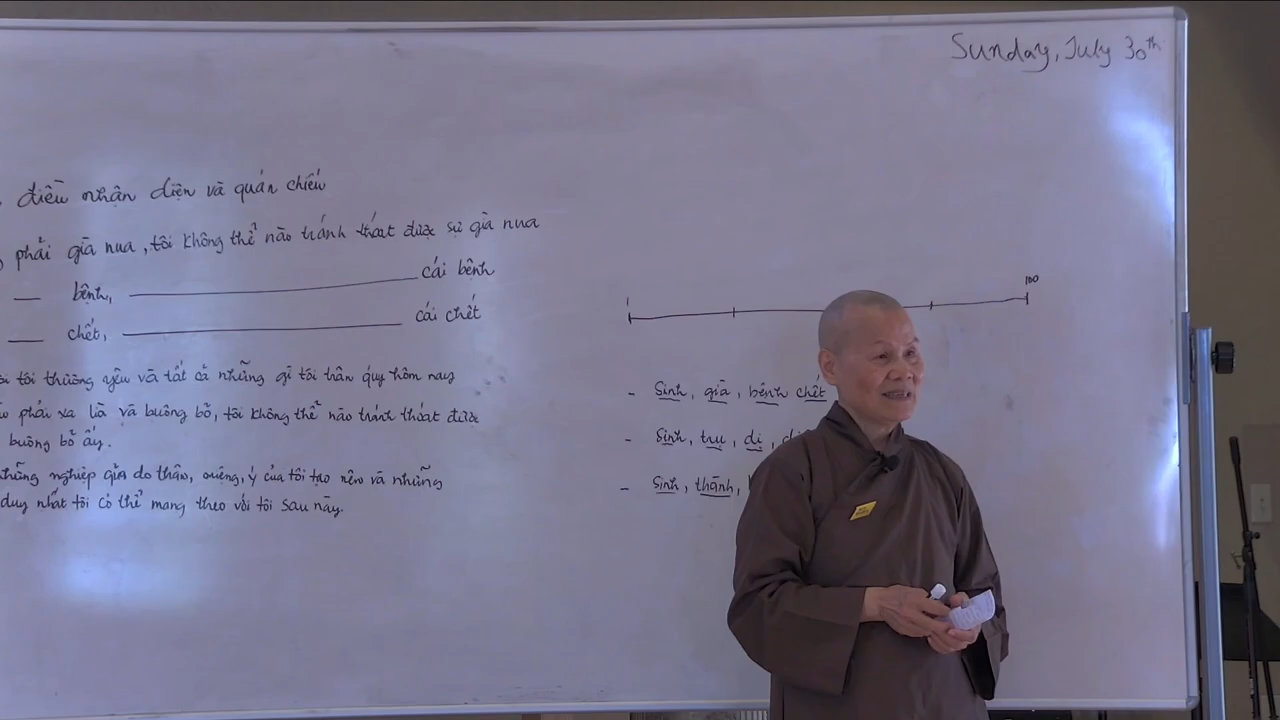 Sunday, July 30th
điều nhận diện và quán chiếu
phải già nua, tôi không thể nào tránh thoát được sự già nua
bệnh, cái bệnh
chết, cái chết
tôi thương yêu và tất cả những gì tôi trân quý hôm nay
phải xa lìa và buông bỏ, tôi không thể nào tránh thoát được
buông bỏ ấy.
những nghiệp quả do thân, miệng, ý của tôi tạo nên và những
duy nhất tôi có thể mang theo với tôi sau này.
1 100
- Sinh, già, bệnh chết
- Sinh, trụ, dị,
- Sinh, thành,